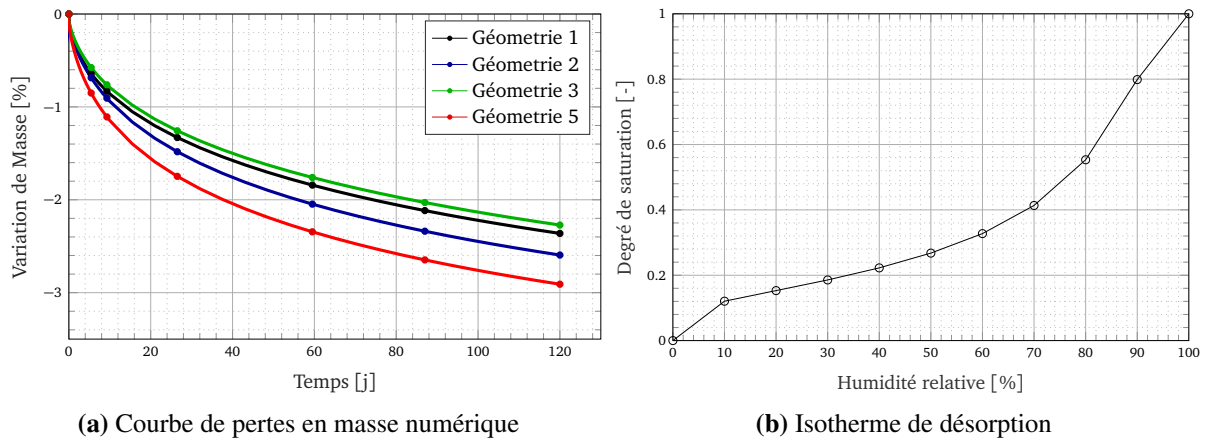 0
−1
−2
−3
Variation de Masse [%]
0 20 40 60 80 100 120
Temps [j]
Géometrie 1
Géometrie 2
Géometrie 3
Géometrie 5
(a) Courbe de pertes en masse numérique
1
0.8
0.6
0.4
0.2
0
Degré de saturation [-]
0 10 20 30 40 50 60 70 80 90 100
Humidité relative [%]
(b) Isotherme de désorption